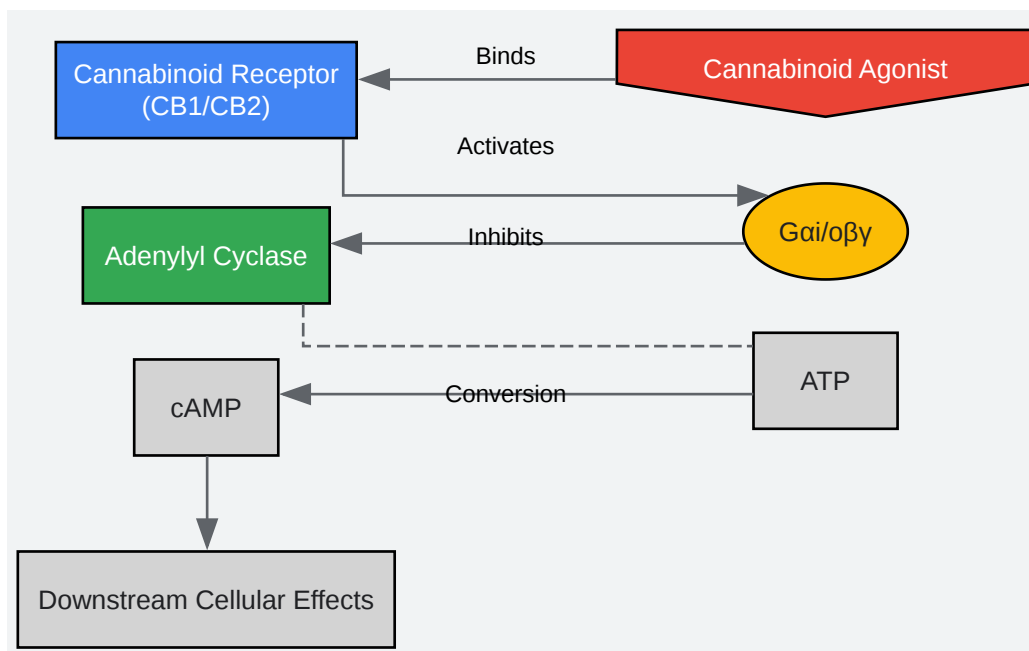 Cannabinoid Receptor
(CB1/CB2)
Binds
Cannabinoid Agonist
Activates
Gαi/oβγ
Inhibits
Adenylyl Cyclase
ATP
Conversion
cAMP
Downstream Cellular Effects